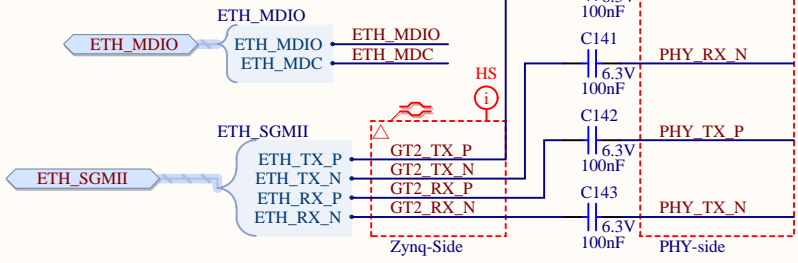 6.3V
100nF
ETH_MDIO
ETH_MDIO
ETH_MDIO
ETH_MDC
ETH_MDIO
ETH_MDC
C141
6.3V
100nF
PHY_RX_N
HS
i
C142
6.3V
100nF
PHY_TX_P
ETH_SGMII
ETH_SGMII
ETH_TX_P
ETH_TX_N
ETH_RX_P
ETH_RX_N
GT2_TX_P
GT2_TX_N
GT2_RX_P
GT2_RX_N
C143
6.3V
100nF
PHY_TX_N
Zynq-Side
PHY-side